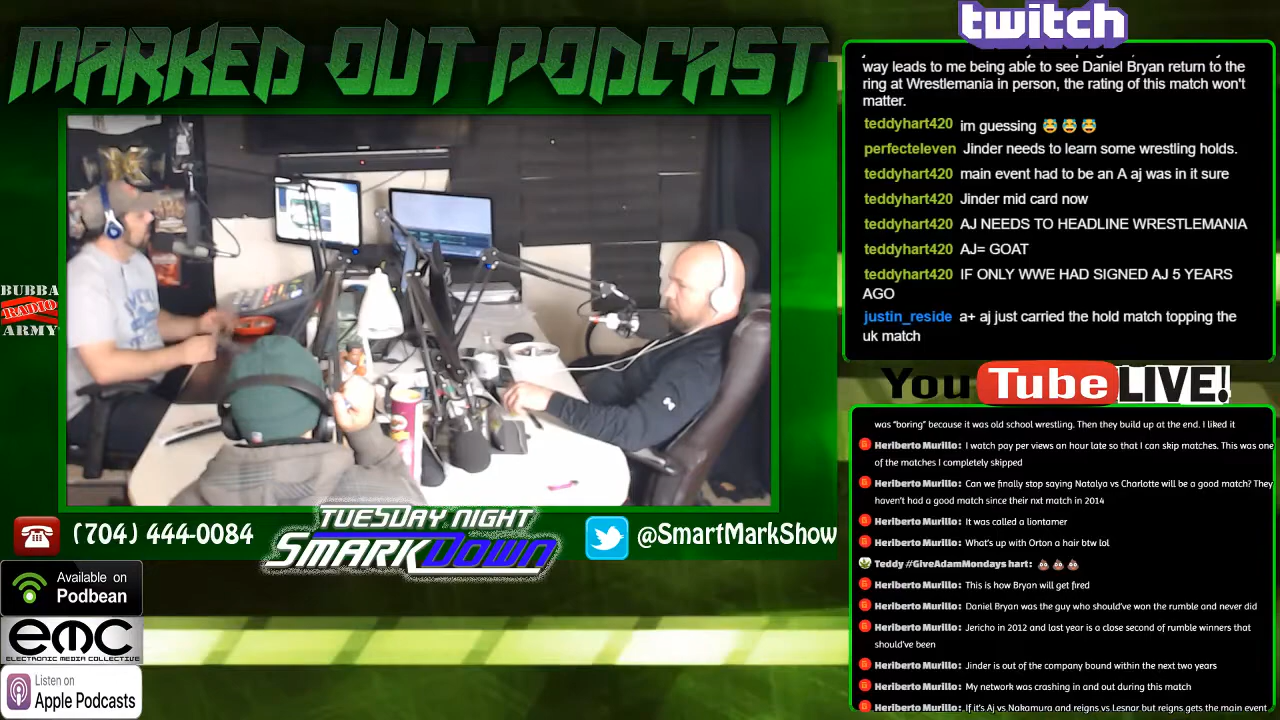 MARKED OUT PODCAST
twitch
way leads to me being able to see Daniel Bryan return to the
ring at Wrestlemania in person, the rating of this match won't
matter.
teddyhart420 im guessing 😅 😅 😅
perfecteleven Jinder needs to learn some wrestling holds.
teddyhart420 main event had to be an A aj was in it sure
teddyhart420 Jinder mid card now
teddyhart420 AJ NEEDS TO HEADLINE WRESTLEMANIA
teddyhart420 AJ= GOAT
teddyhart420 IF ONLY WWE HAD SIGNED AJ 5 YEARS
AGO
justin_reside a+ aj just carried the hold match topping the
uk match
BUBBA
RADIO
ARMY
YouTube LIVE!
was "boring" because it was old school wrestling. Then they build up at the end. I liked it
Heriberto Murillo: I watch pay per views an hour late so that I can skip matches. This was one
of the matches I completely skipped
Heriberto Murillo: Can we finally stop saying Natalya vs Charlotte will be a good match? They
haven't had a good match since their nxt match in 2014
Heriberto Murillo: It was called a liontamer
Heriberto Murillo: What's up with Orton a hair btw lol
Teddy #GiveAdamMondays hart: 💩 💩 💩
Heriberto Murillo: This is how Bryan will get fired
Heriberto Murillo: Daniel Bryan was the guy who should've won the rumble and never did
Heriberto Murillo: Jericho in 2012 and last year is a close second of rumble winners that
should've been
Heriberto Murillo: Jinder is out of the company bound within the next two years
Heriberto Murillo: My network was crashing in and out during this match
Heriberto Murillo: If it's Aj vs Nakamura and reigns vs Lesnar but reigns gets the main event
(704) 444-0084
TUESDAY NIGHT
SMARKDOWN
@SmartMarkShow
Available on
Podbean
emc
ELECTRONIC MEDIA COLLECTIVE
Listen on
Apple Podcasts